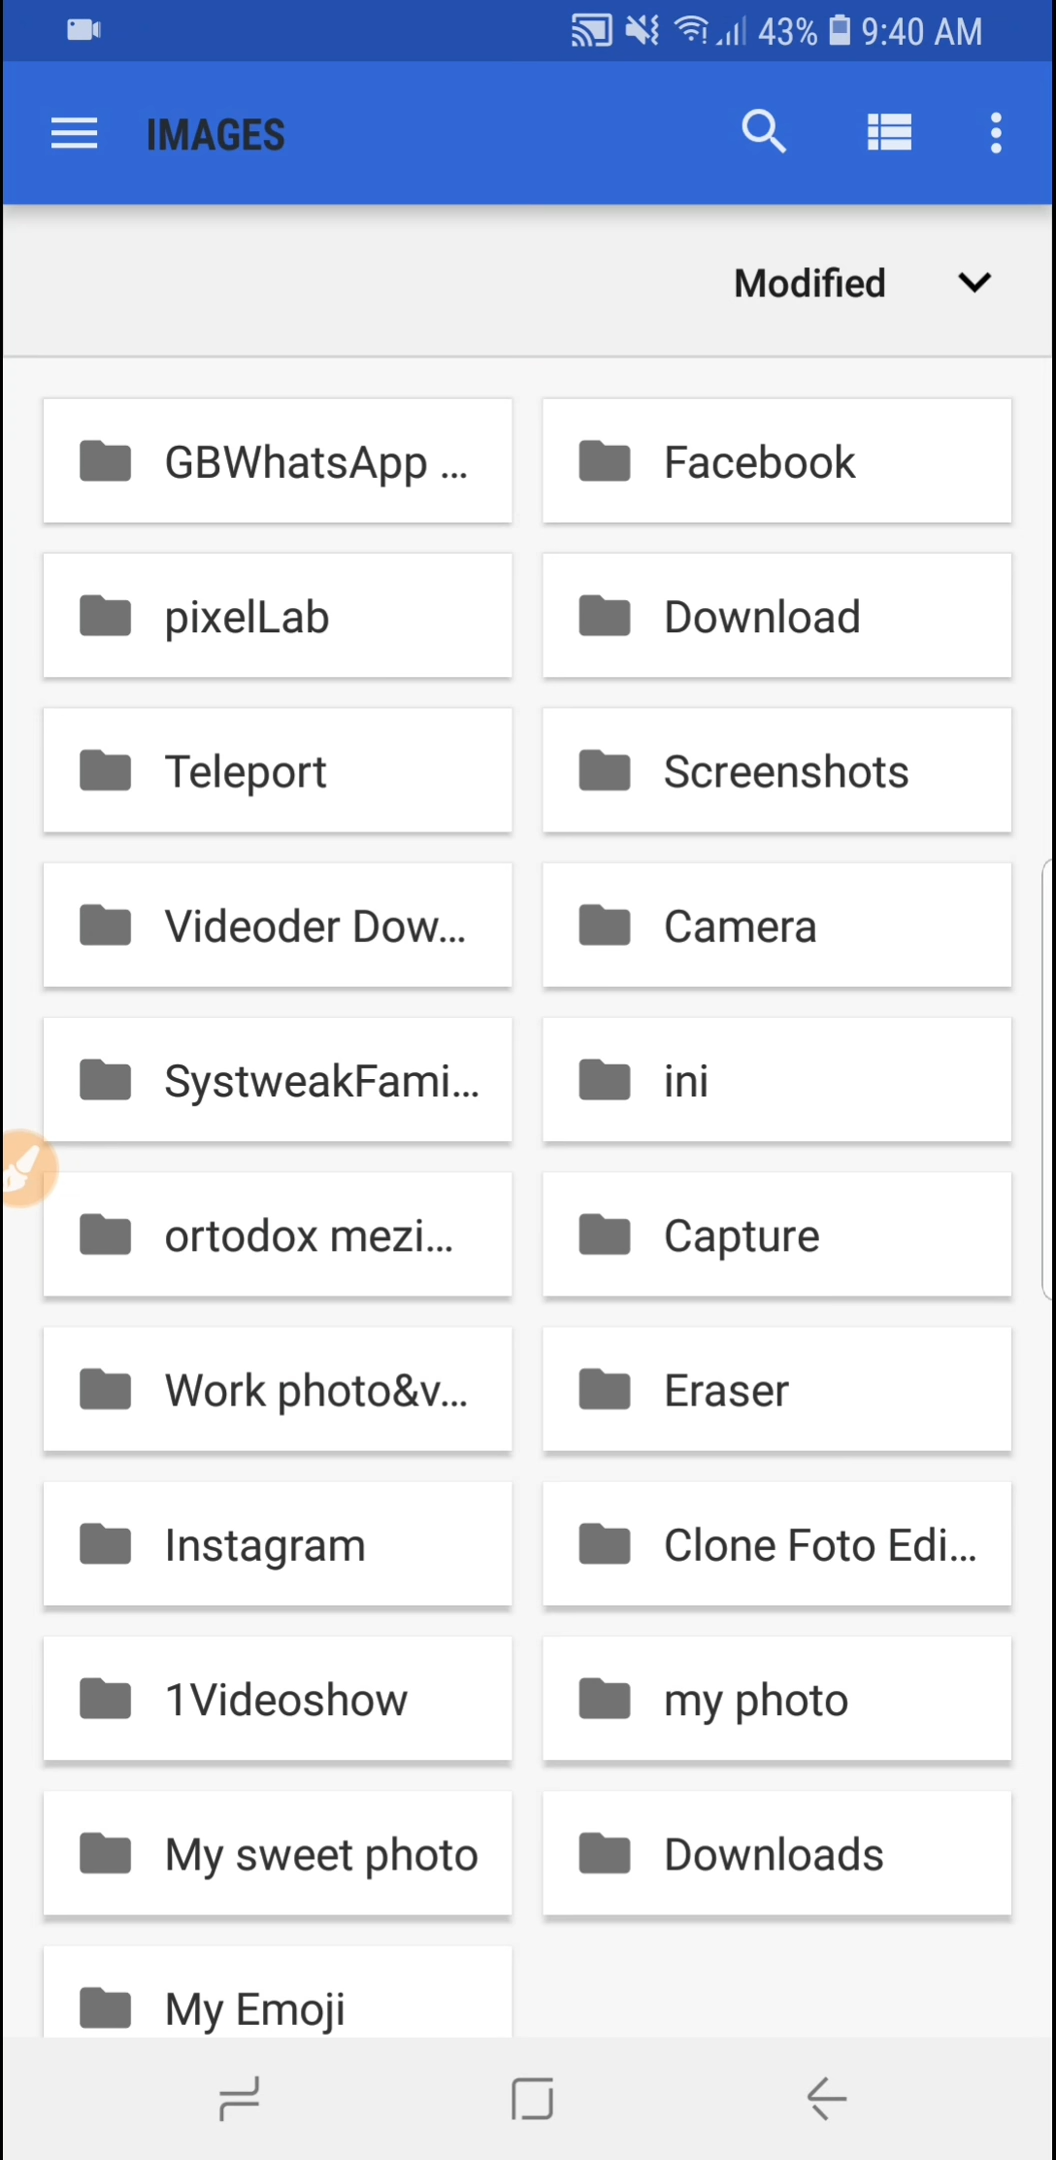 43% 9:40 AM
IMAGES
Modified
GBWhatsApp ...
Facebook
pixelLab
Download
Teleport
Screenshots
Videoder Dow...
Camera
SystweakFami...
ini
ortodox mezi...
Capture
Work photo&v...
Eraser
Instagram
Clone Foto Edi...
1Videoshow
my photo
My sweet photo
Downloads
My Emoji